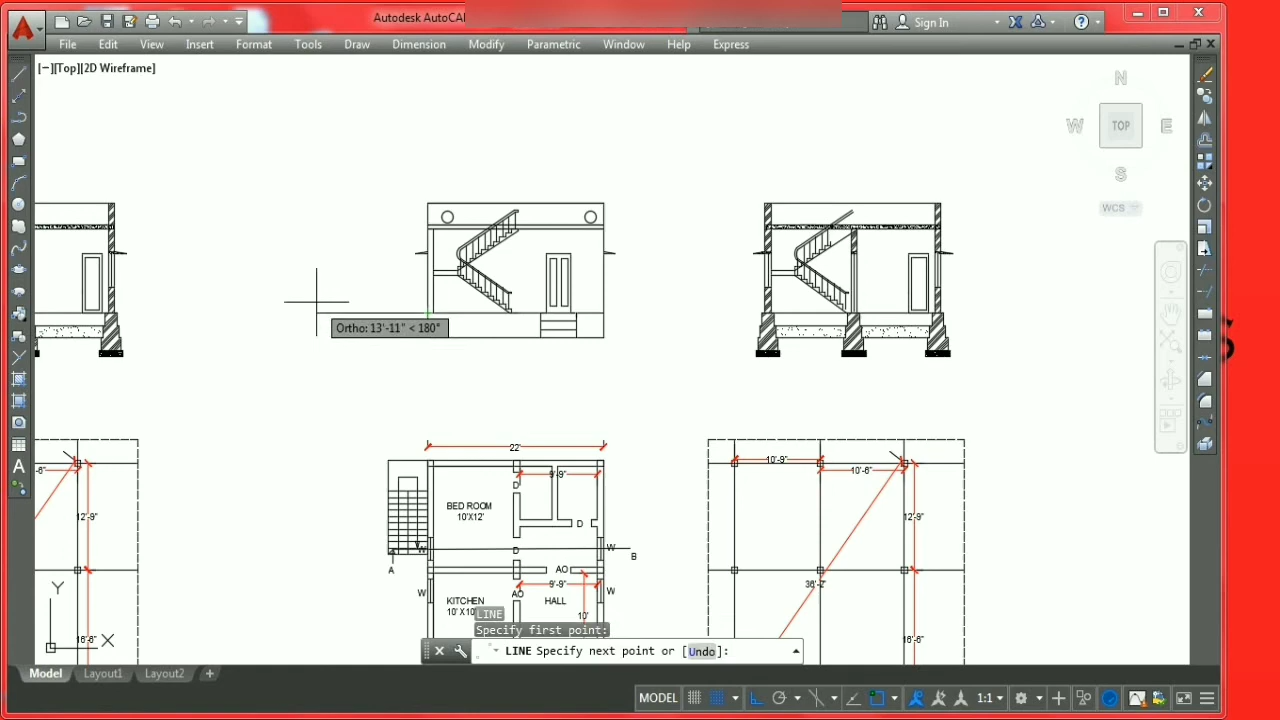 Autodesk AutoCA
Sign In
File Edit View Insert Format Tools Draw Dimension Modify Parametric Window Help Express
[−][Top][2D Wireframe]
N
W TOP E
S
WCS
Ortho: 13'-11" < 180°
S
22'
-6"
9'-9"
10'-9"
10'-6"
D
BED ROOM
10'X12'
12'-9"
D
12'-9"
W D W
B
A
AO
9'-9"
36'-2"
W AO W
KITCHEN HALL
10' X10' 10'
LINE
Specify first point:
Y
X
16'-6"
16'-6"
LINE Specify next point or [Undo]:
Model Layout1 Layout2 +
MODEL 1:1